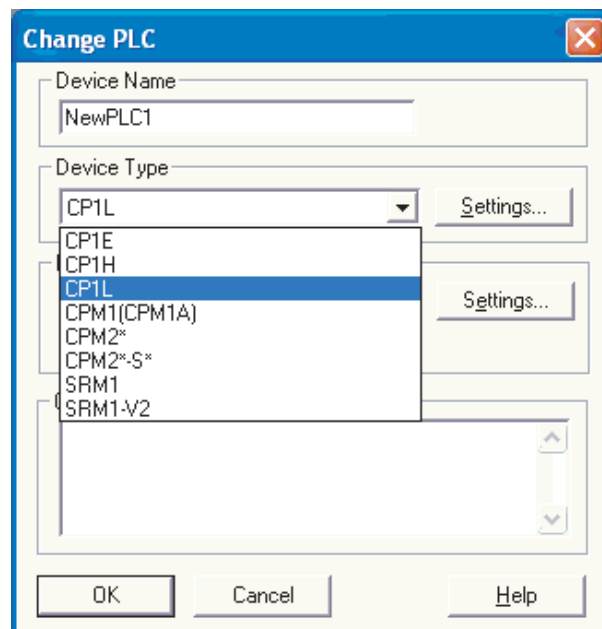 Change PLC
Device Name
NewPLC1
Device Type
CP1L
Settings...
CP1E
CP1H
CP1L
Settings...
CPM1(CPM1A)
CPM2*
CPM2*-S*
SRM1
SRM1-V2
OK
Cancel
Help